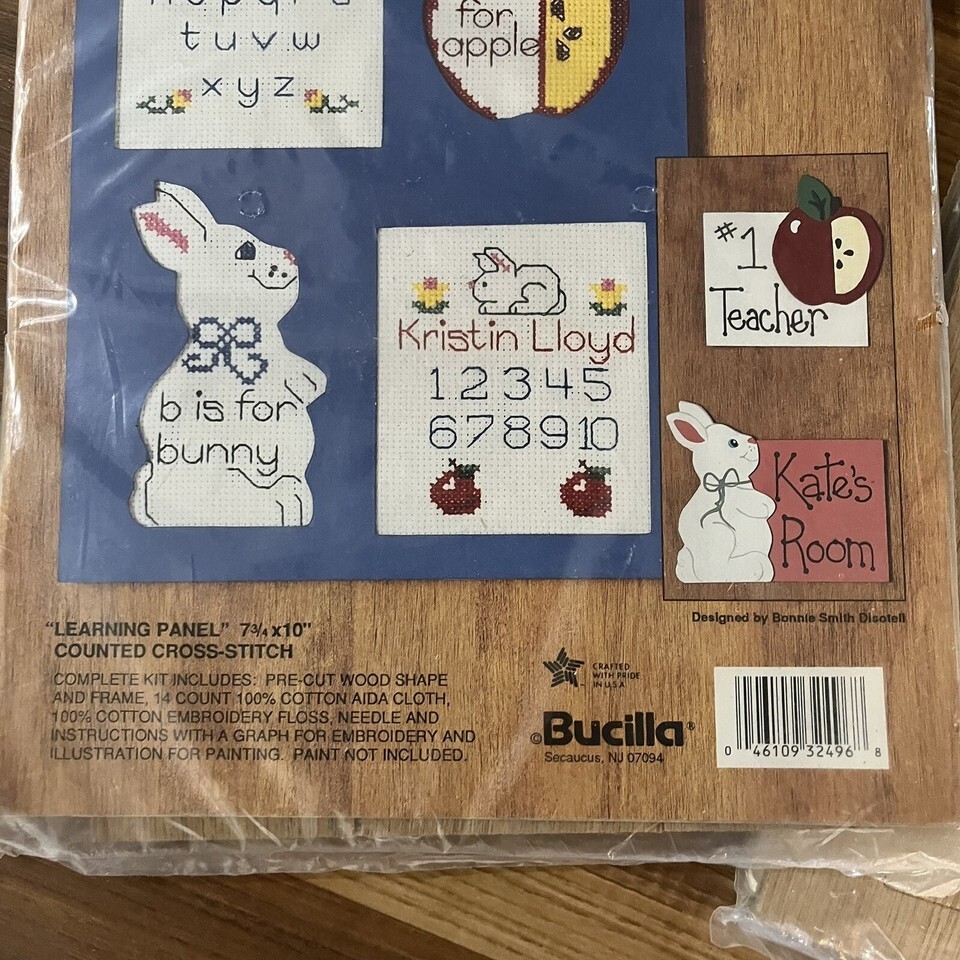 t u v w
x y z
for
apple
b is for
bunny
Kristin Lloyd
1 2 3 4 5
6 7 8 9 10
#1
Teacher
Kate's
Room
Designed by Bonnie Smith Disotell
"LEARNING PANEL" 7 3/4 x 10"
COUNTED CROSS-STITCH
COMPLETE KIT INCLUDES: PRE-CUT WOOD SHAPE
AND FRAME, 14 COUNT 100% COTTON AIDA CLOTH,
100% COTTON EMBROIDERY FLOSS, NEEDLE AND
INSTRUCTIONS WITH A GRAPH FOR EMBROIDERY AND
ILLUSTRATION FOR PAINTING. PAINT NOT INCLUDED.
CRAFTED
WITH PRIDE
IN U.S.A.
©Bucilla®
Secaucus, NJ 07094
0 46109 32496 8